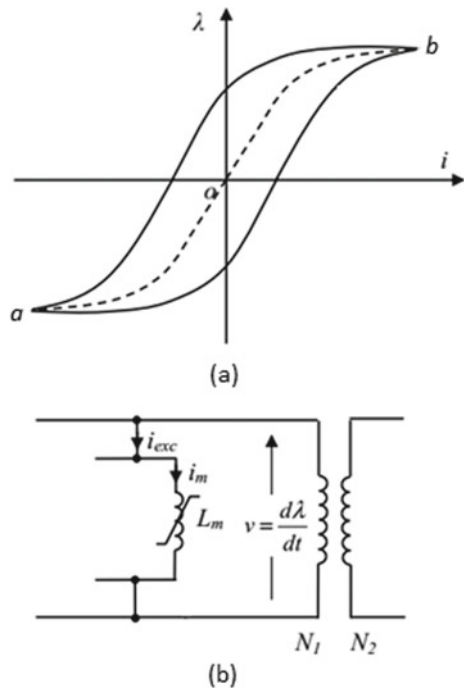 λ
b
o
i
a
(a)
i_exc
i_m
L_m
v = dλ/dt
N_1 N_2
(b)